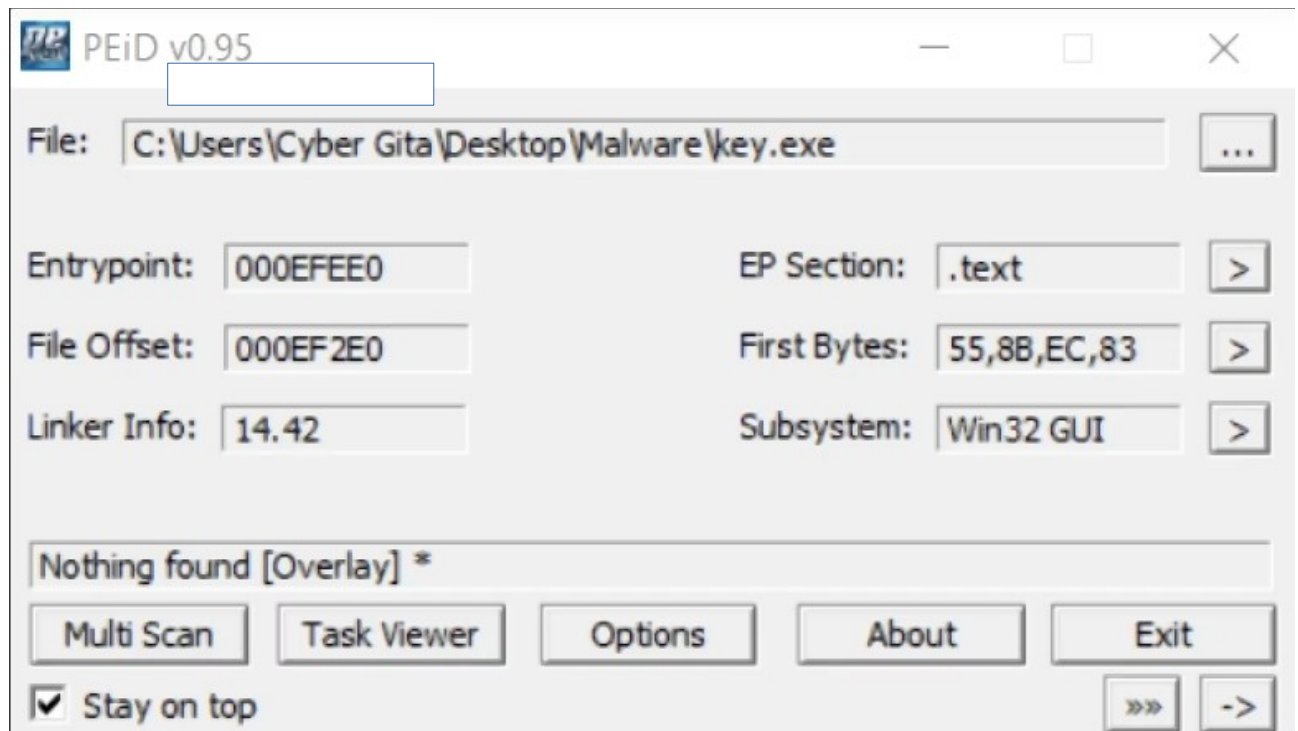 PEiD v0.95
File: C:\Users\Cyber Gita\Desktop\Malware\key.exe ...
Entrypoint: 000EFEE0 EP Section: .text >
File Offset: 000EF2E0 First Bytes: 55,8B,EC,83 >
Linker Info: 14.42 Subsystem: Win32 GUI >
Nothing found [Overlay] *
Multi Scan Task Viewer Options About Exit
Stay on top »» ->